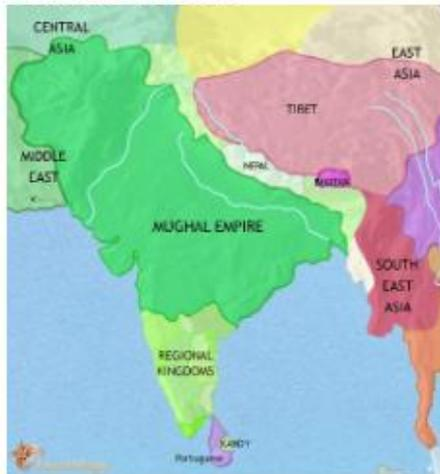 CENTRAL
ASIA
EAST
ASIA
TIBET
MIDDLE
EAST
NEPAL
MUGHAL EMPIRE
SOUTH
EAST
ASIA
REGIONAL
KINGDOMS
KANDY
Portuguese